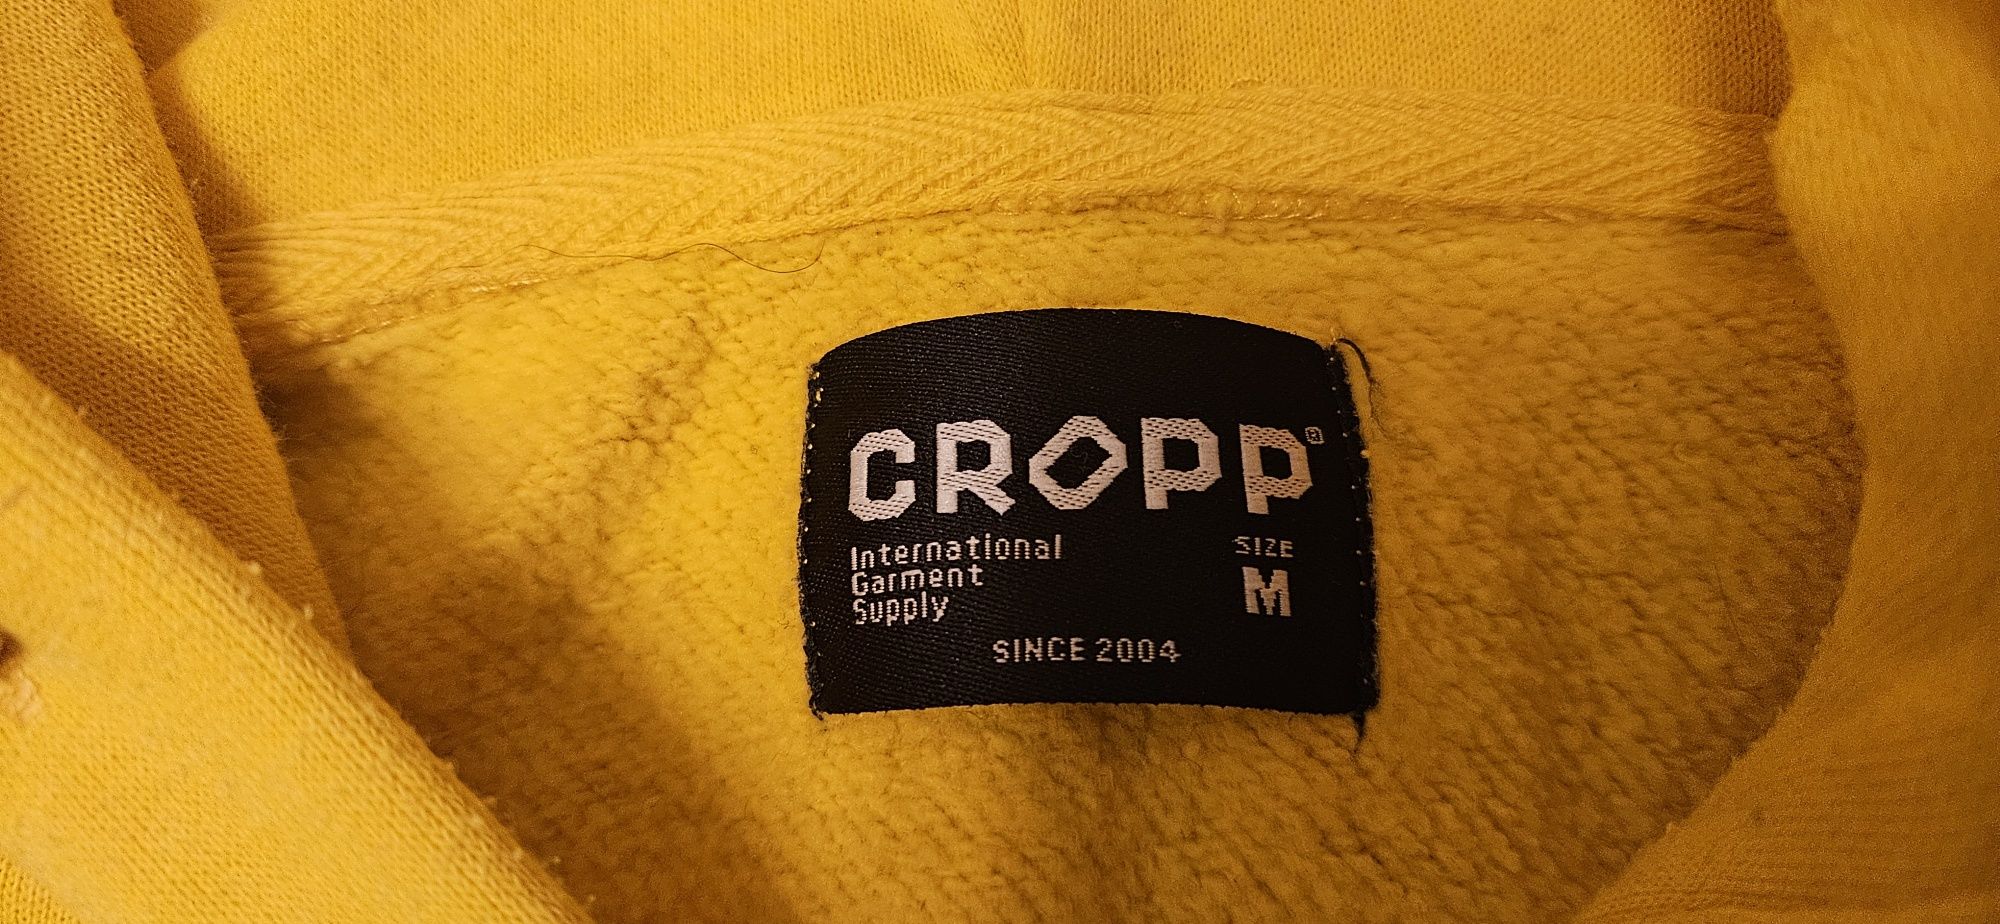 CROPP®
International
Garment
Supply
SIZE
M
SINCE 2004